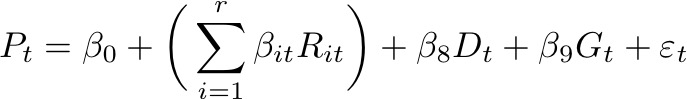 $P_t = \beta_0 + \left( \sum_{i=1}^{r} \beta_{it} R_{it} \right) + \beta_8 D_t + \beta_9 G_t + \varepsilon_t$